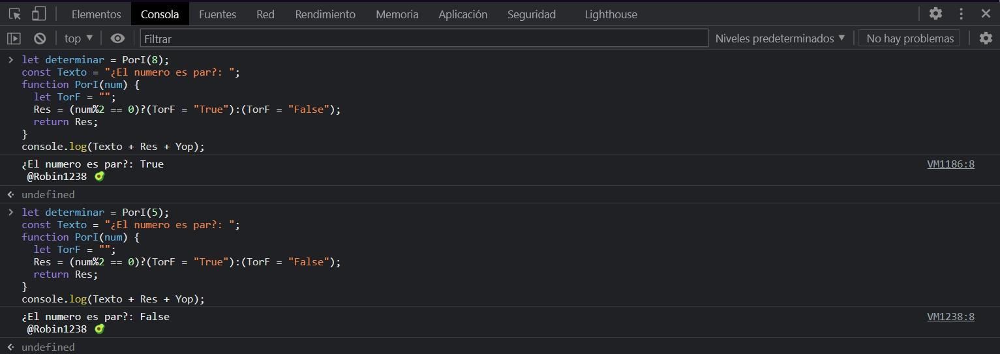 Elementos Consola Fuentes Red Rendimiento Memoria Aplicación Seguridad Lighthouse
top ▼ Filtrar Niveles predeterminados ▼ No hay problemas
> let determinar = PorI(8);
const Texto = "¿El numero es par?: ";
function PorI(num) {
  let TorF = "";
  Res = (num%2 == 0)?(TorF = "True"):(TorF = "False");
  return Res;
}
console.log(Texto + Res + Yop);
¿El numero es par?: True VM1186:8
@Robin1238 🥑
undefined
> let determinar = PorI(5);
const Texto = "¿El numero es par?: ";
function PorI(num) {
  let TorF = "";
  Res = (num%2 == 0)?(TorF = "True"):(TorF = "False");
  return Res;
}
console.log(Texto + Res + Yop);
¿El numero es par?: False VM1238:8
@Robin1238 🥑
undefined